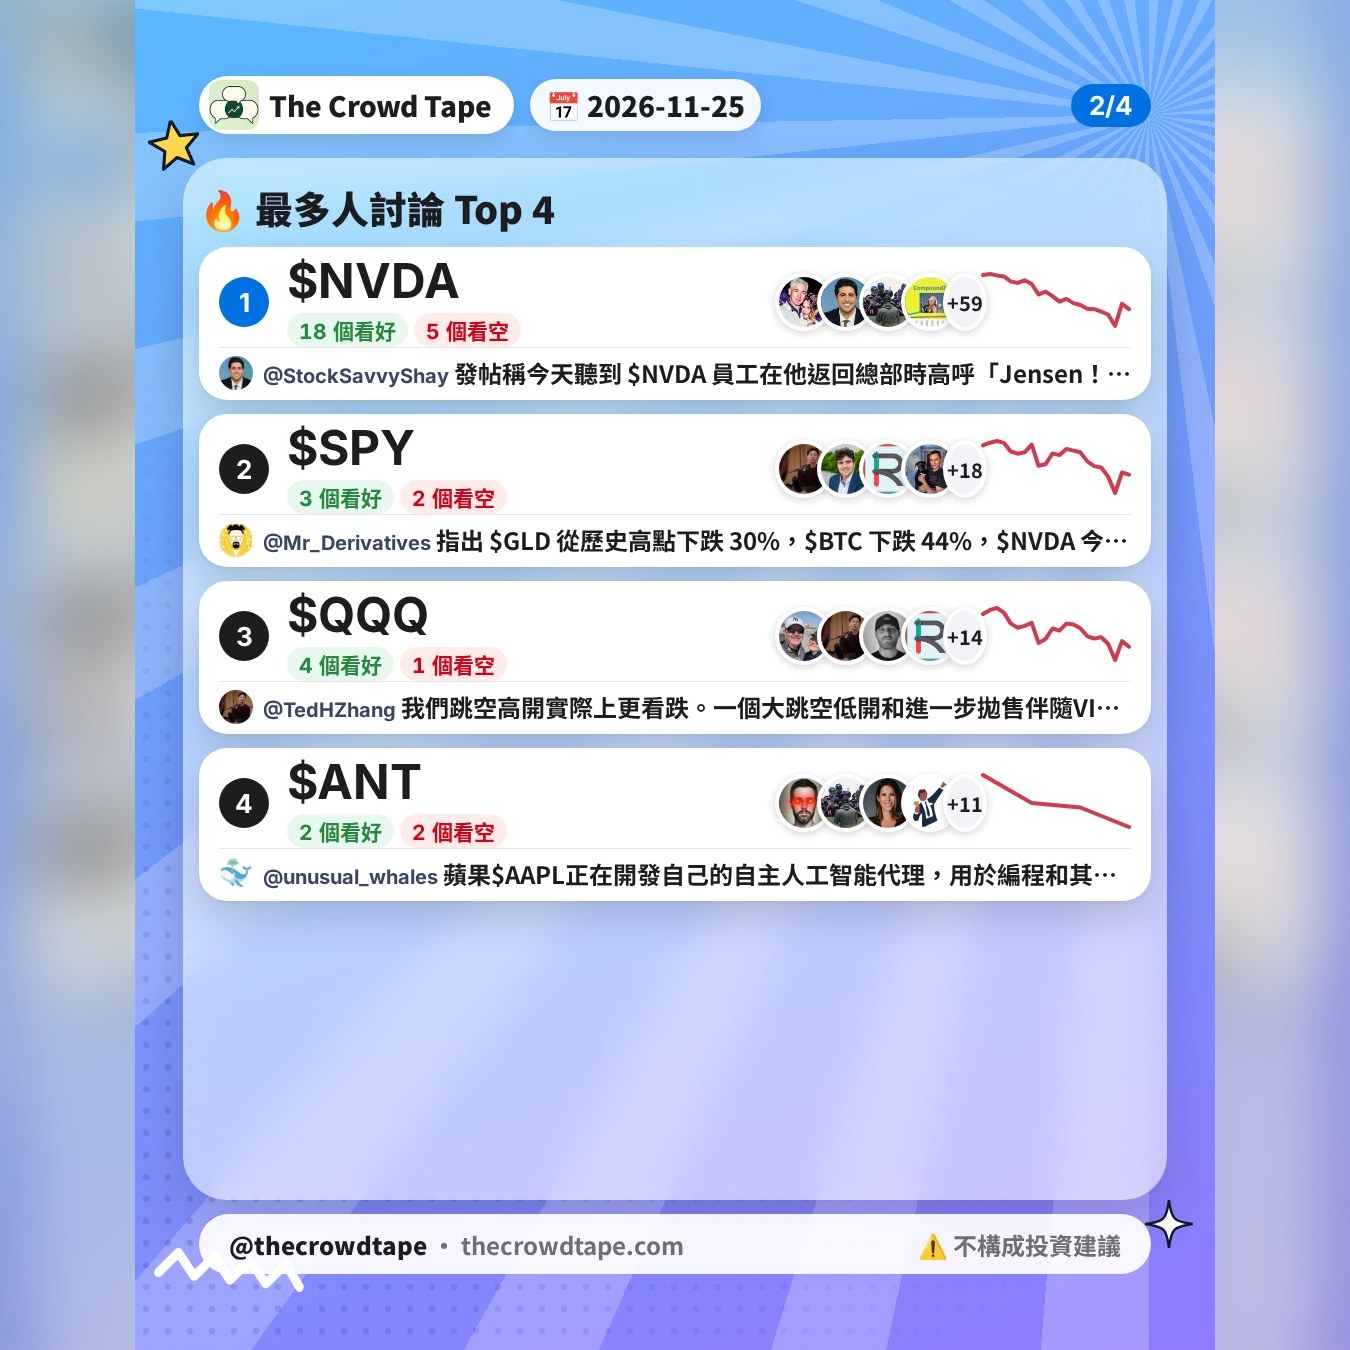 The Crowd Tape
July 17 2026-11-25
2/4
最多人討論 Top 4
1 $NVDA
18 個看好 5 個看空
+59
@StockSavvyShay 發帖稱今天聽到 $NVDA 員工在他返回總部時高呼「Jensen！…
2 $SPY
3 個看好 2 個看空
+18
@Mr_Derivatives 指出 $GLD 從歷史高點下跌 30%，$BTC 下跌 44%，$NVDA 今…
3 $QQQ
4 個看好 1 個看空
+14
@TedHZhang 我們跳空高開實際上更看跌。一個大跳空低開和進一步拋售伴隨VI…
4 $ANT
2 個看好 2 個看空
+11
@unusual_whales 蘋果$AAPL正在開發自己的自主人工智能代理，用於編程和其…
@thecrowdtape • thecrowdtape.com
不構成投資建議